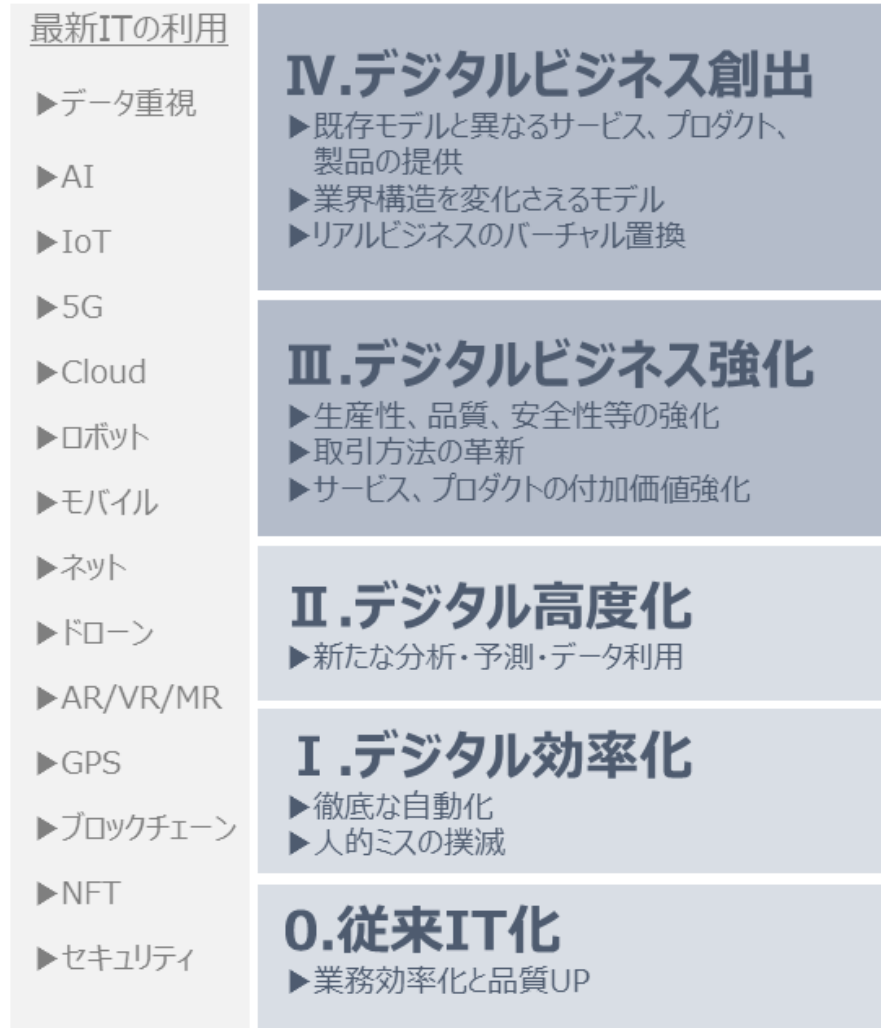 最新ITの利用
▶データ重視
▶AI
▶IoT
▶5G
▶Cloud
▶ロボット
▶モバイル
▶ネット
▶ドローン
▶AR/VR/MR
▶GPS
▶ブロックチェーン
▶NFT
▶セキュリティ
Ⅳ.デジタルビジネス創出
▶既存モデルと異なるサービス、プロダクト、
製品の提供
▶業界構造を変化さえるモデル
▶リアルビジネスのバーチャル置換
Ⅲ.デジタルビジネス強化
▶生産性、品質、安全性等の強化
▶取引方法の革新
▶サービス、プロダクトの付加価値強化
Ⅱ.デジタル高度化
▶新たな分析・予測・データ利用
Ⅰ.デジタル効率化
▶徹底な自動化
▶人的ミスの撲滅
0.従来IT化
▶業務効率化と品質UP